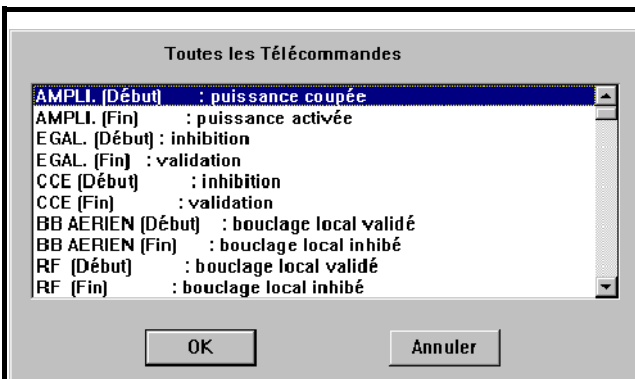 Toutes les Télécommandes
AMPLI. (Début) : puissance coupée
AMPLI. (Fin) : puissance activée
EGAL. (Début) : inhibition
EGAL. (Fin) : validation
CCE (Début) : inhibition
CCE (Fin) : validation
BB AERIEN (Début) : bouclage local validé
BB AERIEN (Fin) : bouclage local inhibé
RF (Début) : bouclage local validé
RF (Fin) : bouclage local inhibé
OK Annuler